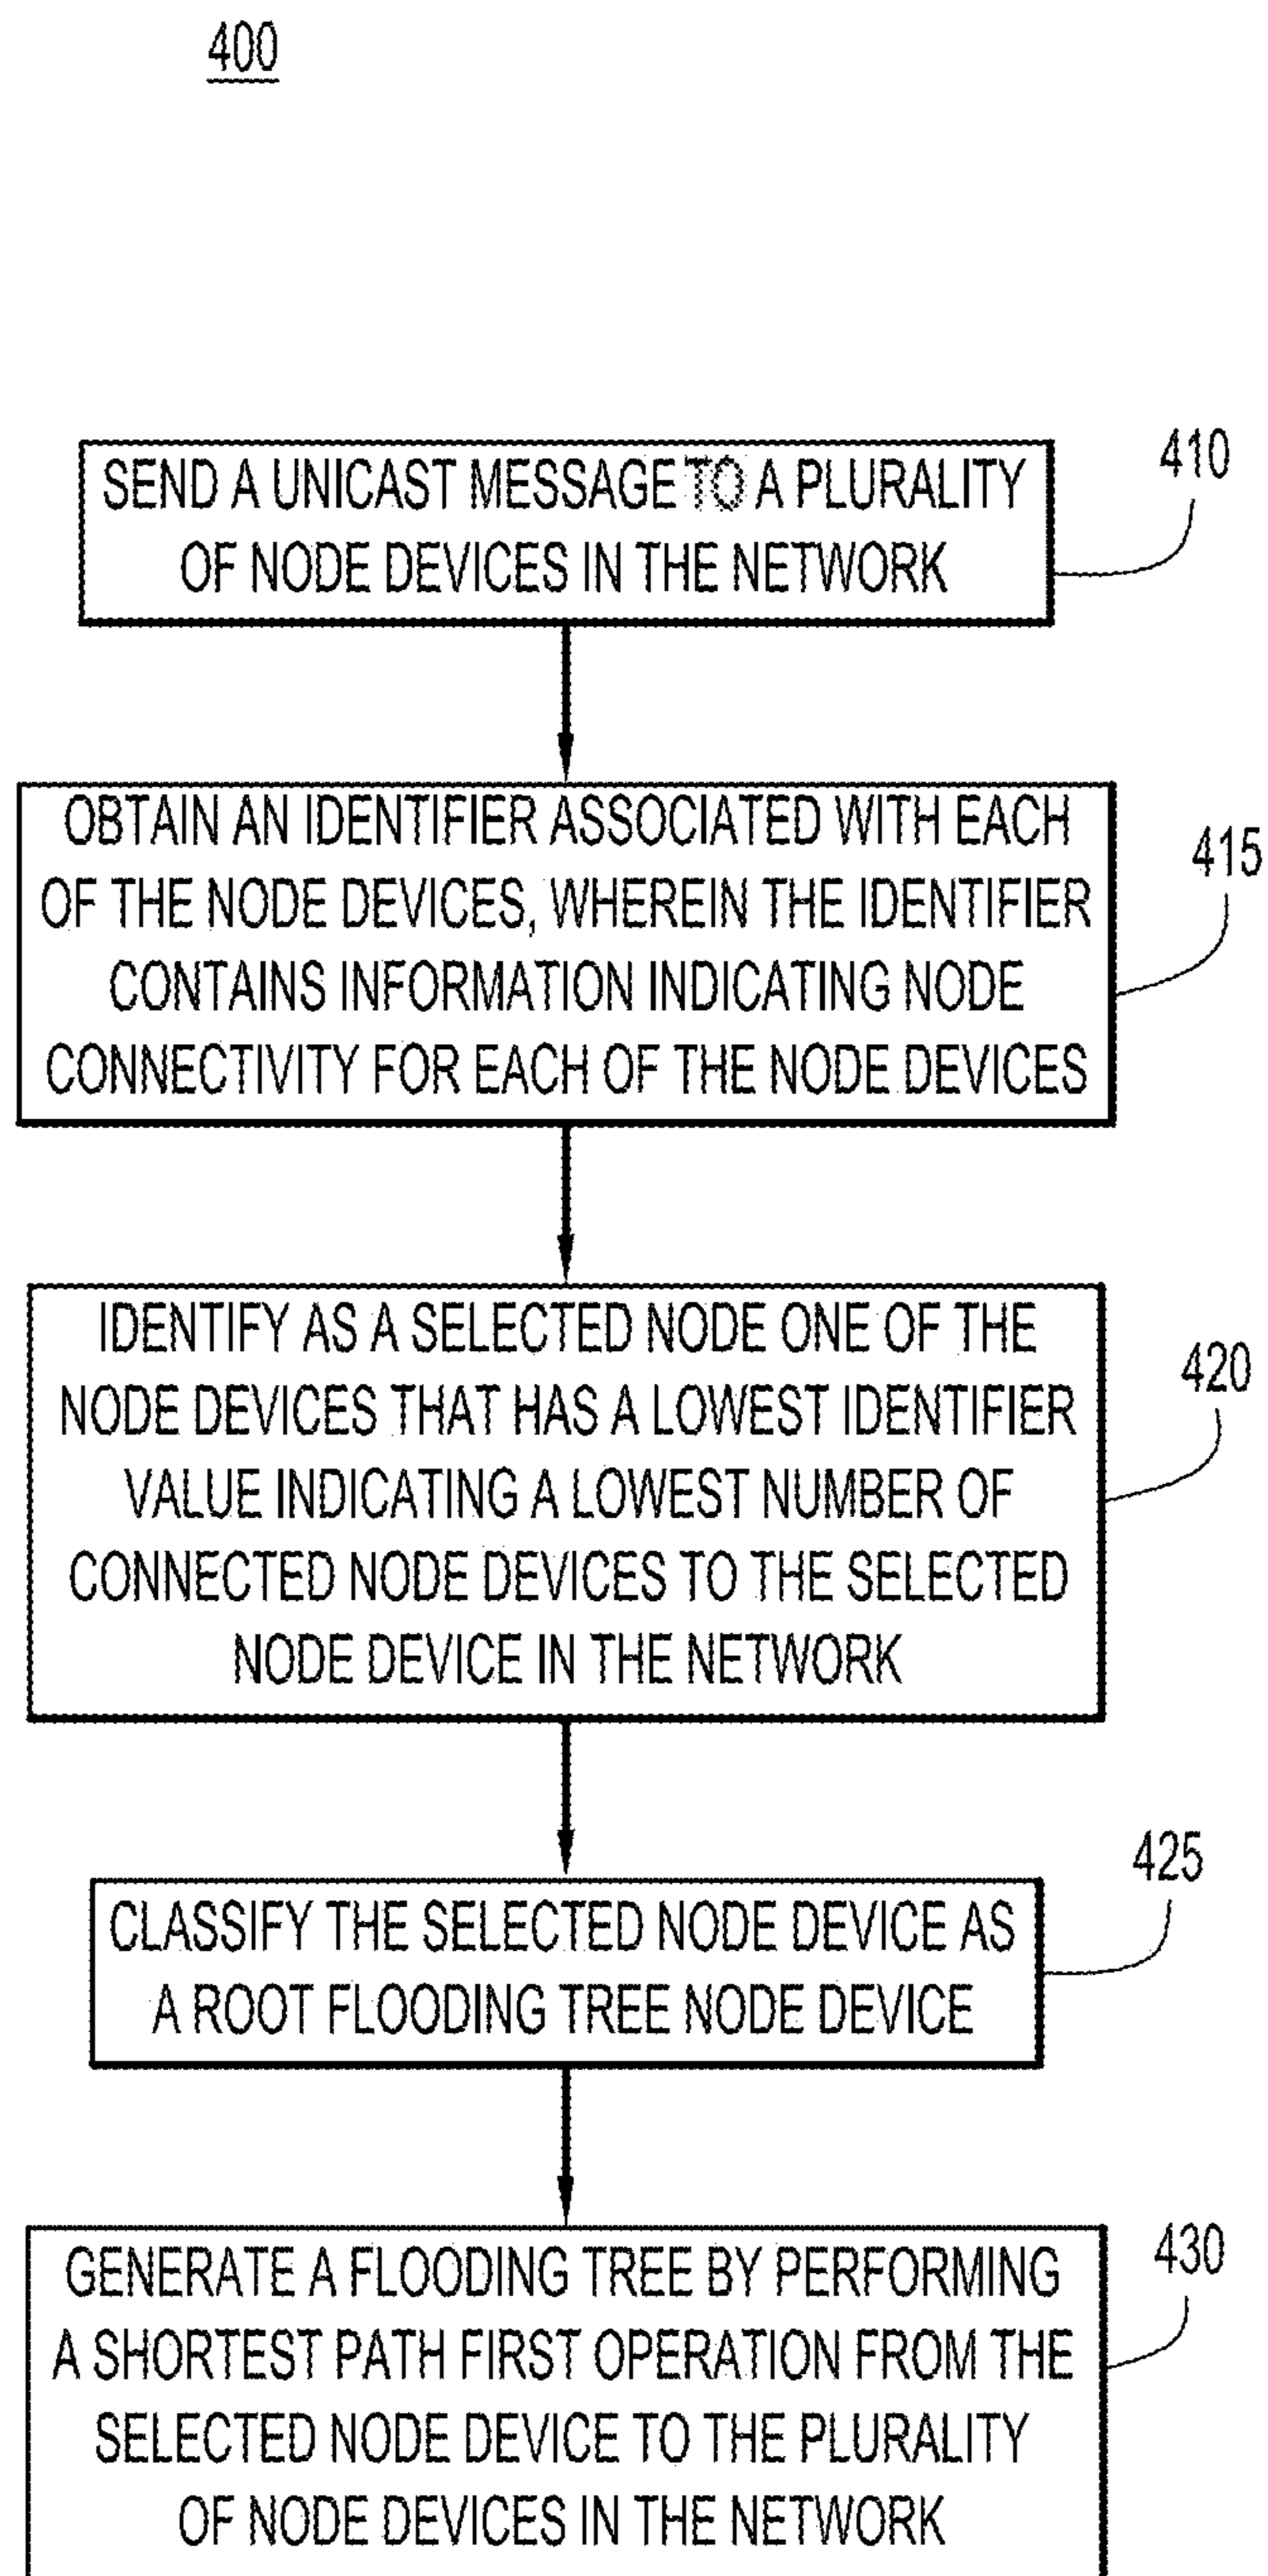 400
SEND A UNICAST MESSAGE TO A PLURALITY
OF NODE DEVICES IN THE NETWORK
410
OBTAIN AN IDENTIFIER ASSOCIATED WITH EACH
OF THE NODE DEVICES, WHEREIN THE IDENTIFIER
CONTAINS INFORMATION INDICATING NODE
CONNECTIVITY FOR EACH OF THE NODE DEVICES
415
IDENTIFY AS A SELECTED NODE ONE OF THE
NODE DEVICES THAT HAS A LOWEST IDENTIFIER
VALUE INDICATING A LOWEST NUMBER OF
CONNECTED NODE DEVICES TO THE SELECTED
NODE DEVICE IN THE NETWORK
420
CLASSIFY THE SELECTED NODE DEVICE AS
A ROOT FLOODING TREE NODE DEVICE
425
GENERATE A FLOODING TREE BY PERFORMING
A SHORTEST PATH FIRST OPERATION FROM THE
SELECTED NODE DEVICE TO THE PLURALITY
OF NODE DEVICES IN THE NETWORK
430